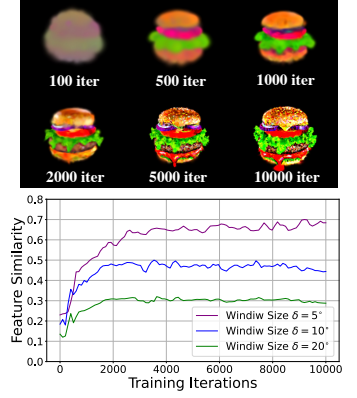 100 iter
500 iter
1000 iter
2000 iter
5000 iter
10000 iter
0.8
0.7
0.6
0.5
0.4
0.3
0.2
0.1
0.0
Feature Similarity
Windiw Size δ = 5°
Windiw Size δ = 10°
Windiw Size δ = 20°
0 2000 4000 6000 8000 10000
Training Iterations